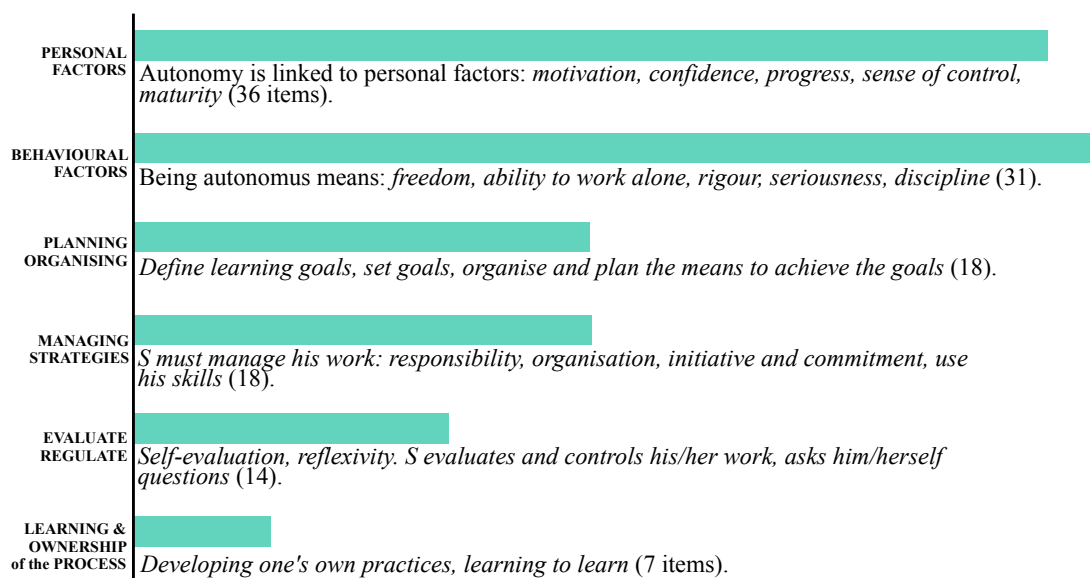 PERSONAL
FACTORS
Autonomy is linked to personal factors: motivation, confidence, progress, sense of control,
maturity (36 items).
BEHAVIOURAL
FACTORS
Being autonomus means: freedom, ability to work alone, rigour, seriousness, discipline (31).
PLANNING
ORGANISING
Define learning goals, set goals, organise and plan the means to achieve the goals (18).
MANAGING
STRATEGIES
S must manage his work: responsibility, organisation, initiative and commitment, use
his skills (18).
EVALUATE
REGULATE
Self-evaluation, reflexivity. S evaluates and controls his/her work, asks him/herself
questions (14).
LEARNING &
OWNERSHIP
of the PROCESS
Developing one's own practices, learning to learn (7 items).